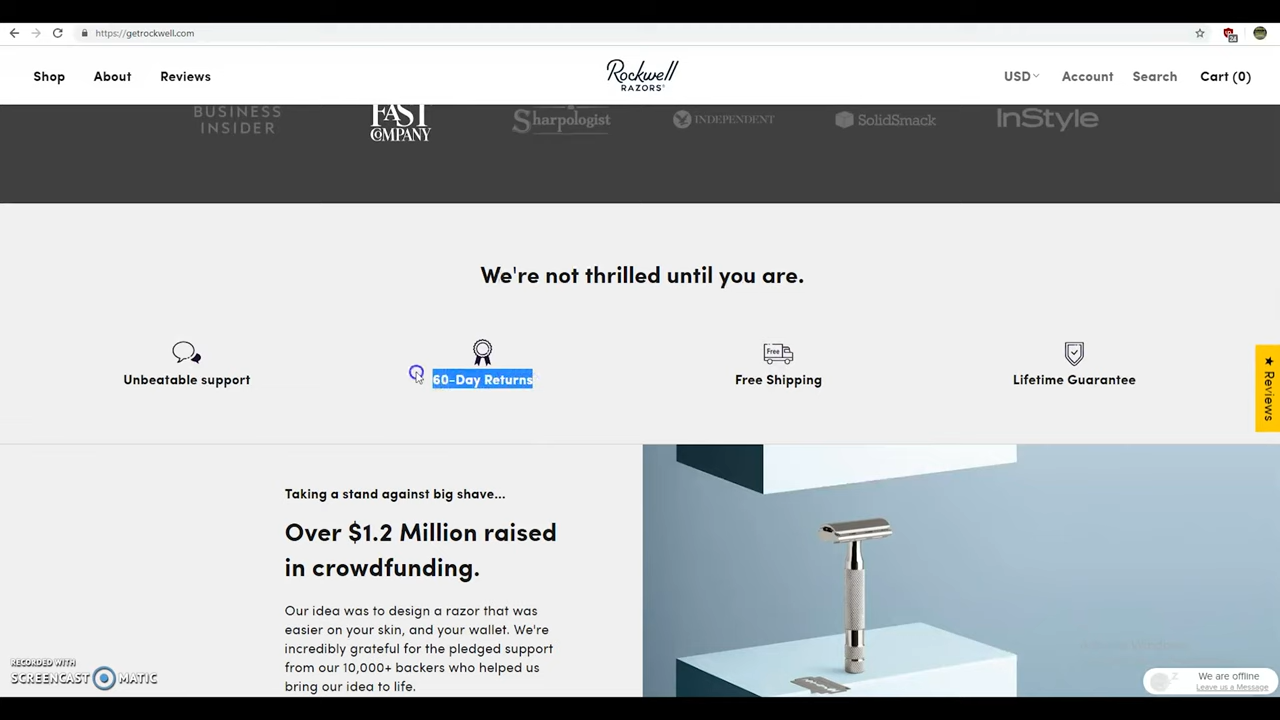 https://getrockwell.com
Shop About Reviews Rockwell RAZORS USD Account Search Cart (0)
BUSINESS INSIDER
FAST COMPANY
Sharpologist
INDEPENDENT
SolidSmack
InStyle
We're not thrilled until you are.
Unbeatable support
60-Day Returns
Free
Free Shipping
Lifetime Guarantee
★ Reviews
Taking a stand against big shave...
Over $1.2 Million raised
in crowdfunding.
Our idea was to design a razor that was
easier on your skin, and your wallet. We're
incredibly grateful for the pledged support
from our 10,000+ backers who helped us
bring our idea to life.
RECORDED WITH
SCREENCAST MATIC
We are offline
Leave us a Message